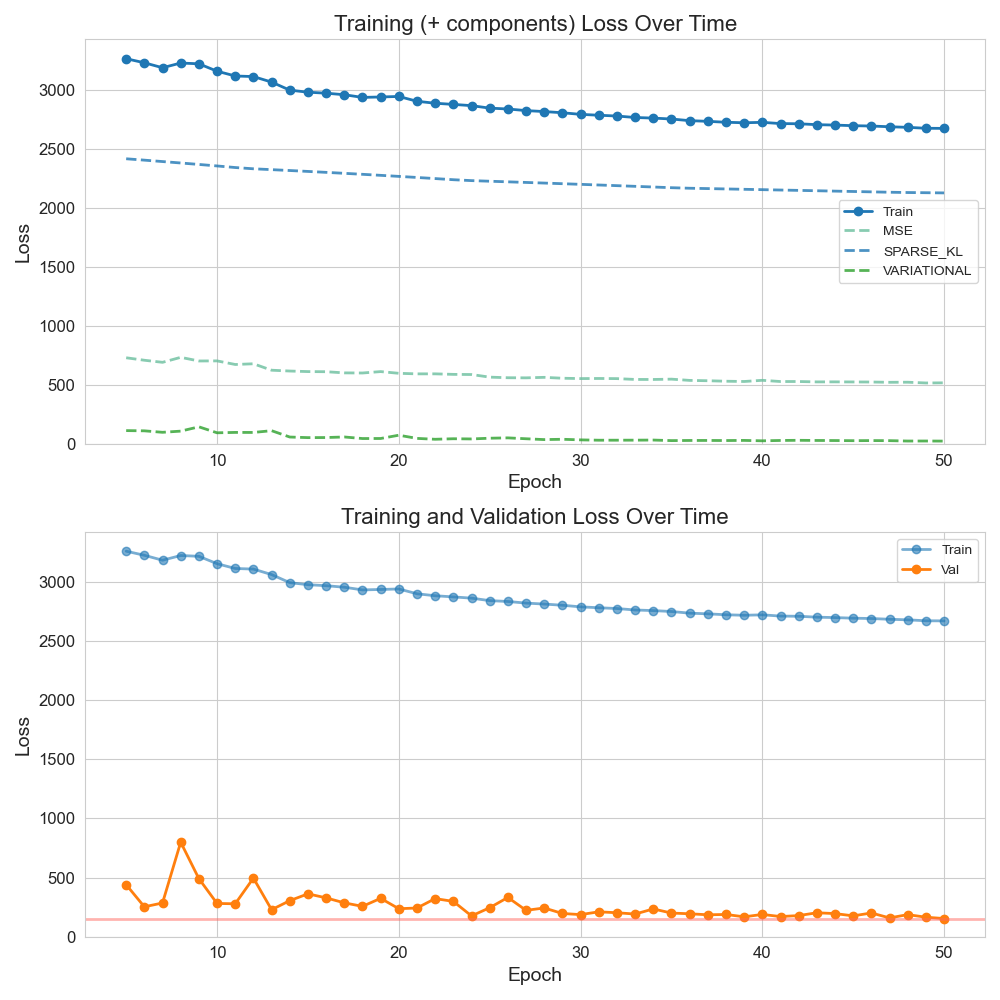 Training (+ components) Loss Over Time
Loss
3000
2500
2000
1500
1000
500
0
Train
MSE
SPARSE_KL
VARIATIONAL
10 20 30 40 50
Epoch
Training and Validation Loss Over Time
Loss
3000
2500
2000
1500
1000
500
0
Train
Val
10 20 30 40 50
Epoch